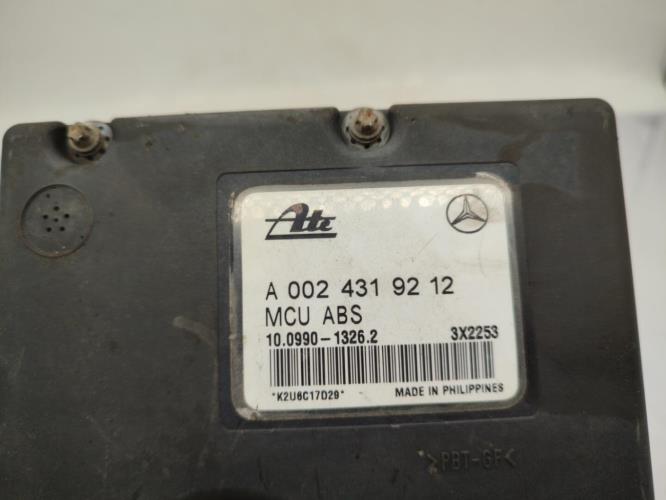 Ate
A 002 431 92 12
MCU ABS
10.0990-1326.2 3X2253
*K2U6C17D29* MADE IN PHILIPPINES
>PBT-GF<